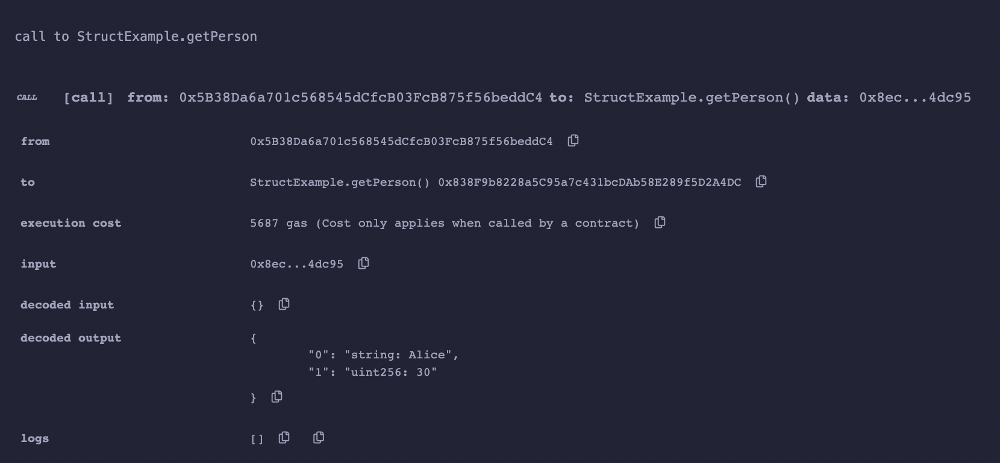 call to StructExample.getPerson
CALL [call] from: 0x5B38Da6a701c568545dCfcB03FcB875f56beddC4 to: StructExample.getPerson() data: 0x8ec...4dc95
from 0x5B38Da6a701c568545dCfcB03FcB875f56beddC4
to StructExample.getPerson() 0x838F9b8228a5C95a7c431bcDAb58E289f5D2A4DC
execution cost 5687 gas (Cost only applies when called by a contract)
input 0x8ec...4dc95
decoded input {}
decoded output {
"0": "string: Alice",
"1": "uint256: 30"
}
logs []